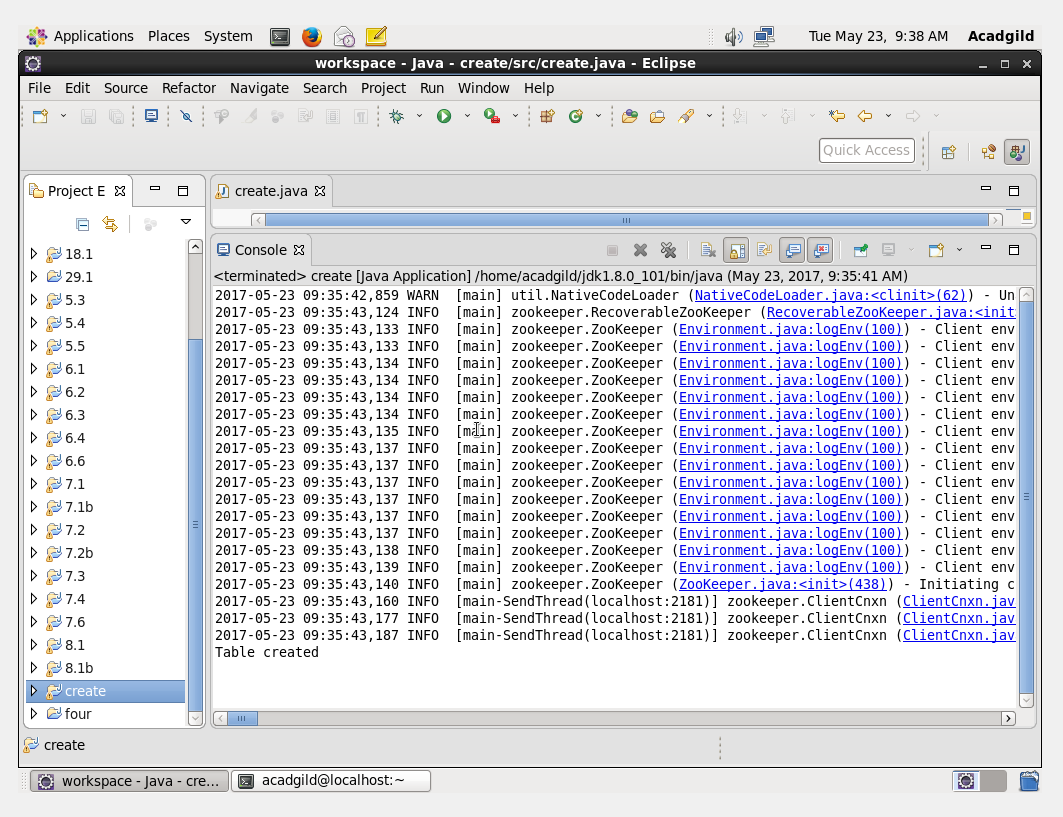 Applications Places System Tue May 23, 9:38 AM Acadgild
workspace - Java - create/src/create.java - Eclipse
File Edit Source Refactor Navigate Search Project Run Window Help
Quick Access
Project E
create.java
18.1
29.1
5.3
5.4
5.5
6.1
6.2
6.3
6.4
6.6
7.1
7.1b
7.2
7.2b
7.3
7.4
7.6
8.1
8.1b
create
four
Console
<terminated> create [Java Application] /home/acadgild/jdk1.8.0_101/bin/java (May 23, 2017, 9:35:41 AM)
2017-05-23 09:35:42,859 WARN  [main] util.NativeCodeLoader (NativeCodeLoader.java:<clinit>(62)) - Un
2017-05-23 09:35:43,124 INFO  [main] zookeeper.RecoverableZooKeeper (RecoverableZooKeeper.java:<init
2017-05-23 09:35:43,133 INFO  [main] zookeeper.ZooKeeper (Environment.java:logEnv(100)) - Client env
2017-05-23 09:35:43,133 INFO  [main] zookeeper.ZooKeeper (Environment.java:logEnv(100)) - Client env
2017-05-23 09:35:43,134 INFO  [main] zookeeper.ZooKeeper (Environment.java:logEnv(100)) - Client env
2017-05-23 09:35:43,134 INFO  [main] zookeeper.ZooKeeper (Environment.java:logEnv(100)) - Client env
2017-05-23 09:35:43,134 INFO  [main] zookeeper.ZooKeeper (Environment.java:logEnv(100)) - Client env
2017-05-23 09:35:43,134 INFO  [main] zookeeper.ZooKeeper (Environment.java:logEnv(100)) - Client env
2017-05-23 09:35:43,135 INFO  [main] zookeeper.ZooKeeper (Environment.java:logEnv(100)) - Client env
2017-05-23 09:35:43,137 INFO  [main] zookeeper.ZooKeeper (Environment.java:logEnv(100)) - Client env
2017-05-23 09:35:43,137 INFO  [main] zookeeper.ZooKeeper (Environment.java:logEnv(100)) - Client env
2017-05-23 09:35:43,137 INFO  [main] zookeeper.ZooKeeper (Environment.java:logEnv(100)) - Client env
2017-05-23 09:35:43,137 INFO  [main] zookeeper.ZooKeeper (Environment.java:logEnv(100)) - Client env
2017-05-23 09:35:43,137 INFO  [main] zookeeper.ZooKeeper (Environment.java:logEnv(100)) - Client env
2017-05-23 09:35:43,137 INFO  [main] zookeeper.ZooKeeper (Environment.java:logEnv(100)) - Client env
2017-05-23 09:35:43,138 INFO  [main] zookeeper.ZooKeeper (Environment.java:logEnv(100)) - Client env
2017-05-23 09:35:43,139 INFO  [main] zookeeper.ZooKeeper (Environment.java:logEnv(100)) - Client env
2017-05-23 09:35:43,140 INFO  [main] zookeeper.ZooKeeper (ZooKeeper.java:<init>(438)) - Initiating c
2017-05-23 09:35:43,160 INFO  [main-SendThread(localhost:2181)] zookeeper.ClientCnxn (ClientCnxn.jav
2017-05-23 09:35:43,177 INFO  [main-SendThread(localhost:2181)] zookeeper.ClientCnxn (ClientCnxn.jav
2017-05-23 09:35:43,187 INFO  [main-SendThread(localhost:2181)] zookeeper.ClientCnxn (ClientCnxn.jav
Table created
create
workspace - Java - cre... acadgild@localhost:~